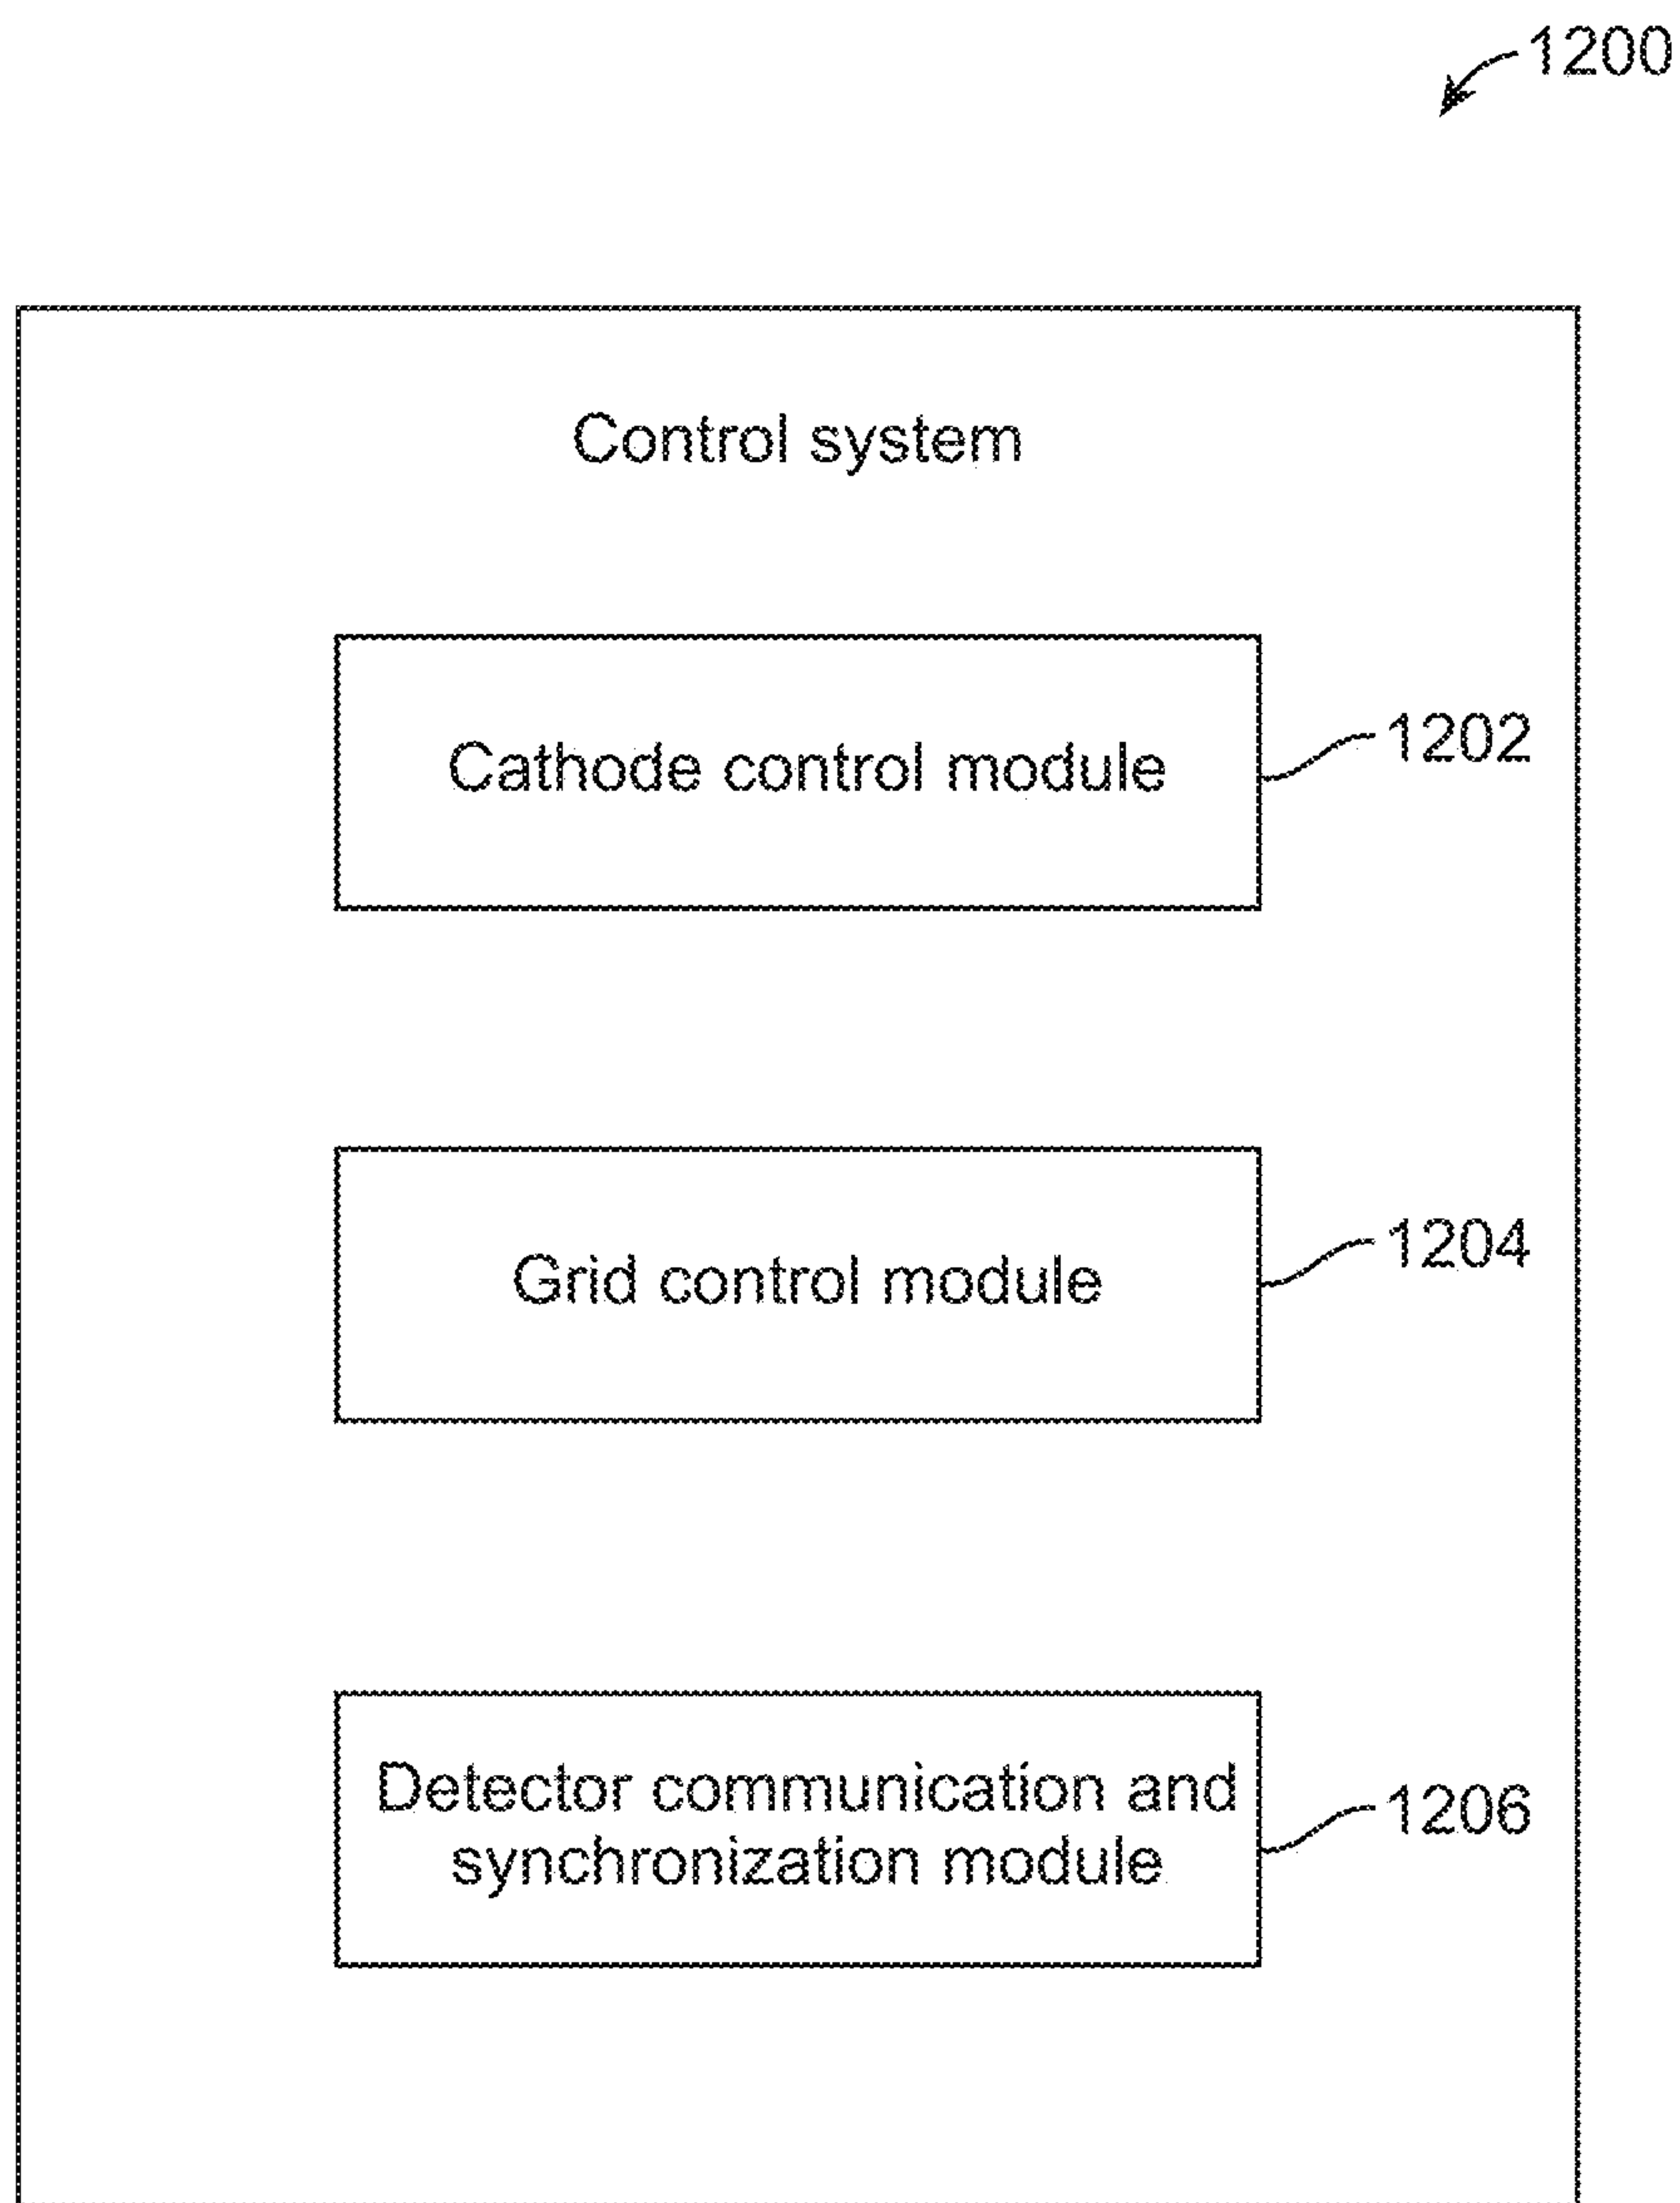 1200
Control system
Cathode control module
1202
Grid control module
1204
Detector communication and
synchronization module
1206